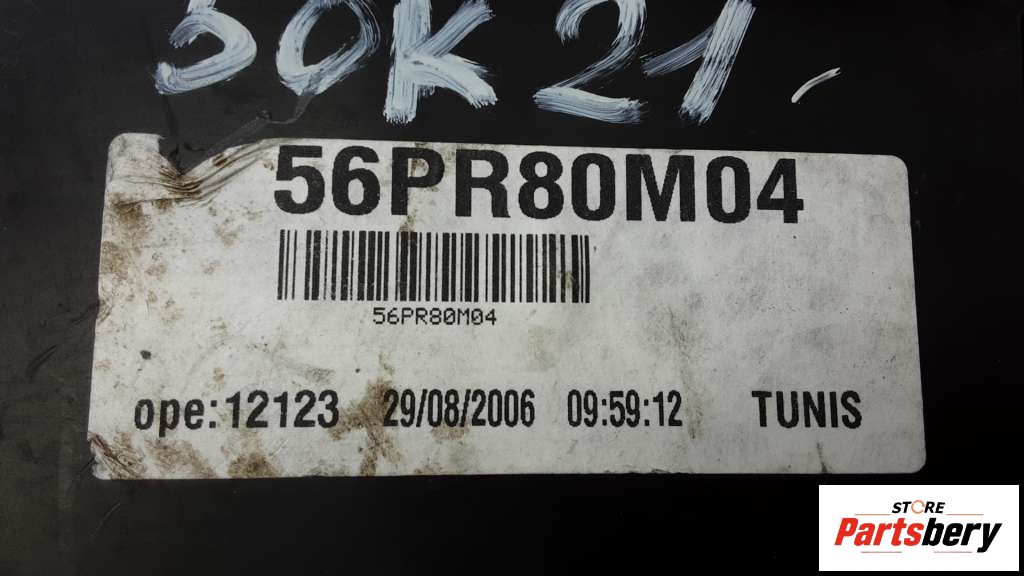 30K21.
56PR80M04
56PR80M04
ope:12123 29/08/2006 09:59:12 TUNIS
STORE
Partsbery